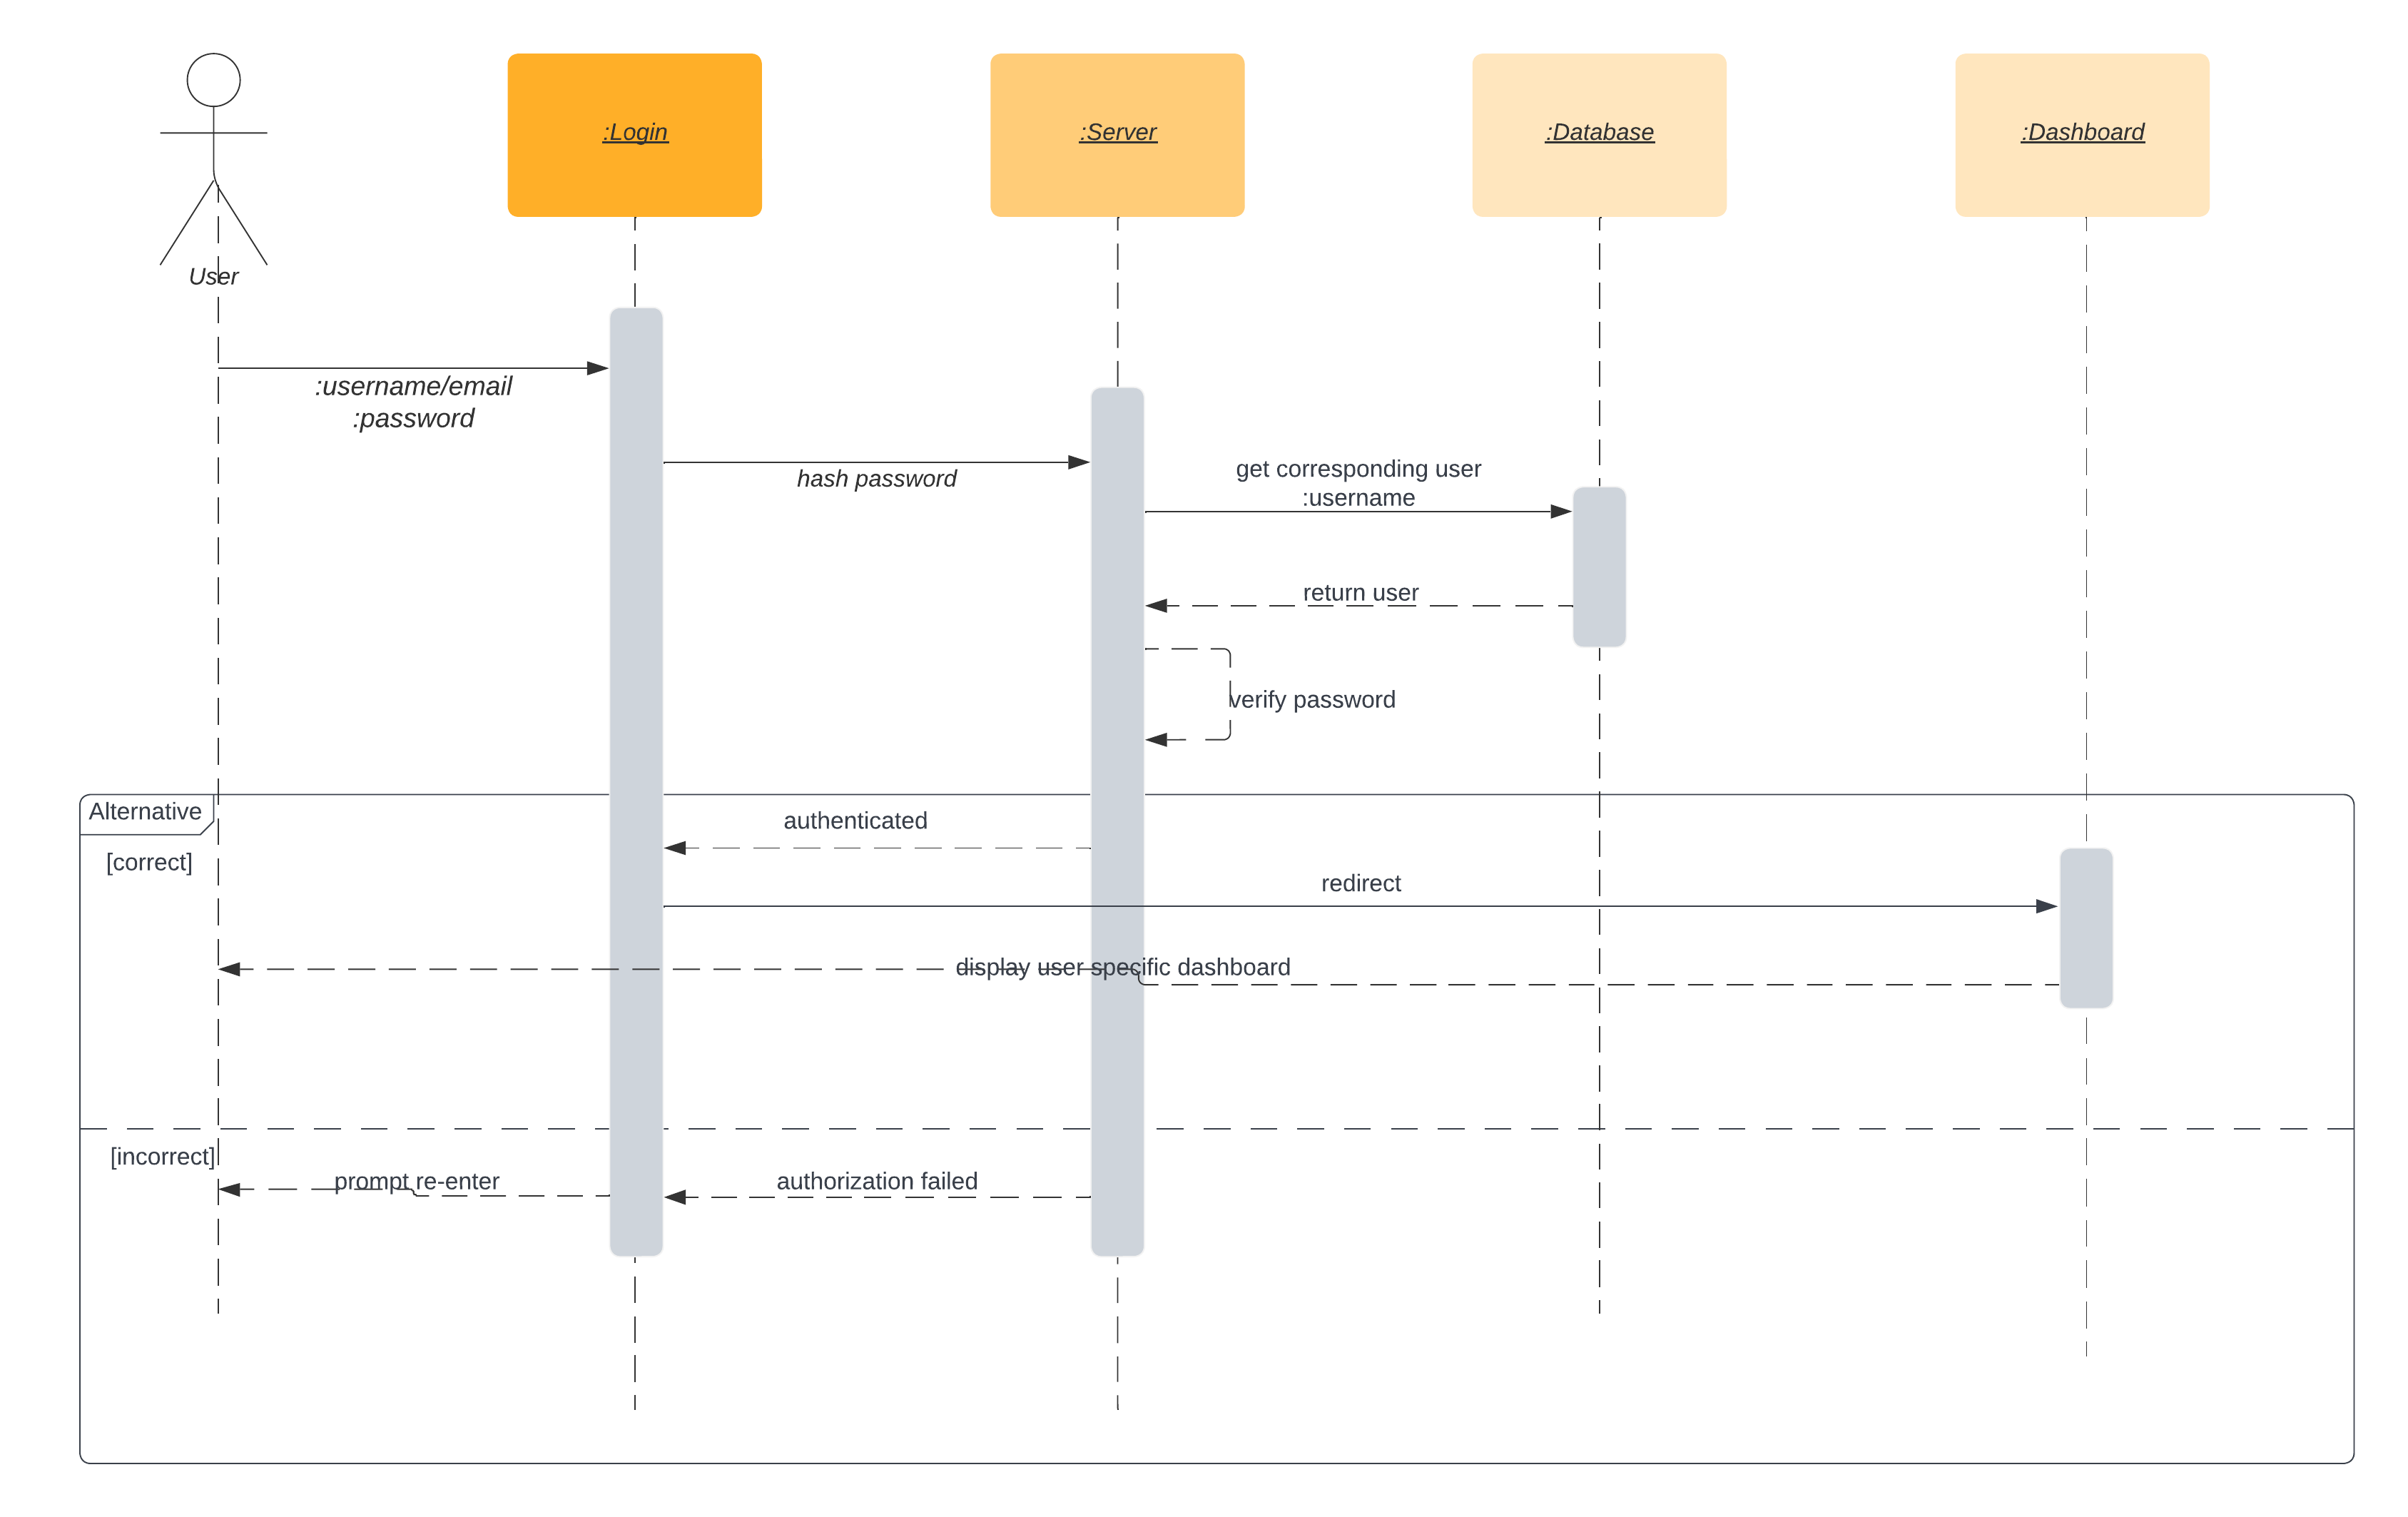 :Login
:Server
:Database
:Dashboard
User
:username/email
:password
hash password
get corresponding user
:username
return user
verify password
Alternative
authenticated
[correct]
redirect
display user specific dashboard
[incorrect]
prompt re-enter
authorization failed